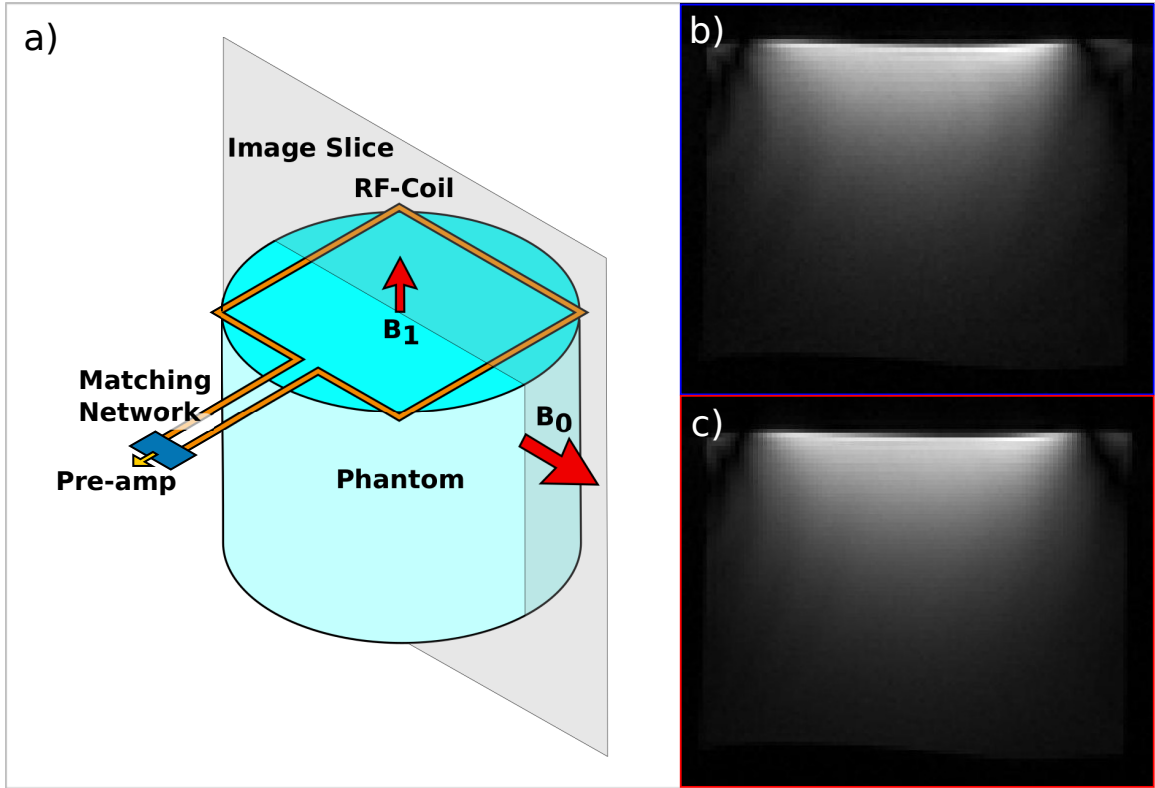 a)
Image Slice
RF-Coil
B1
Matching
Network
Pre-amp
B0
Phantom
b)
c)